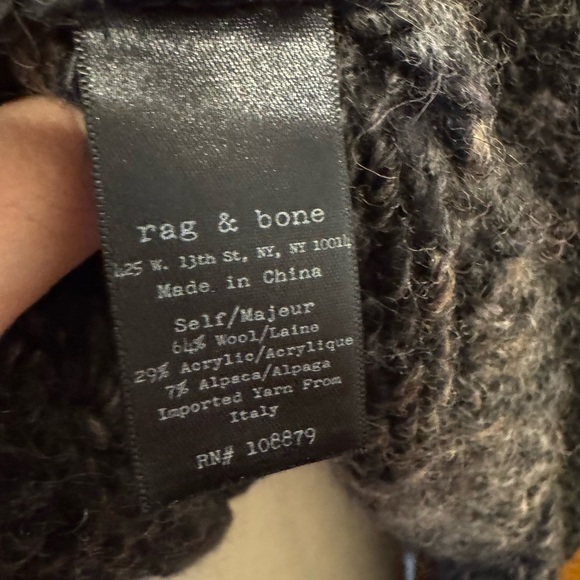 rag & bone
425 W. 13th St, NY, NY 10014
Made in China
Self/Majeur
64% Wool/Laine
29% Acrylic/Acrylique
7% Alpaca/Alpaga
Imported Yarn From
Italy
RN# 108879